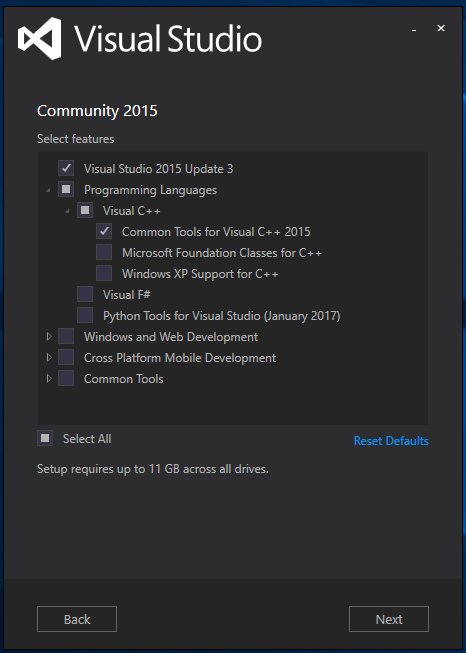 Visual Studio
Community 2015
Select features
Visual Studio 2015 Update 3
Programming Languages
Visual C++
Common Tools for Visual C++ 2015
Microsoft Foundation Classes for C++
Windows XP Support for C++
Visual F#
Python Tools for Visual Studio (January 2017)
Windows and Web Development
Cross Platform Mobile Development
Common Tools
Select All
Reset Defaults
Setup requires up to 11 GB across all drives.
Back
Next